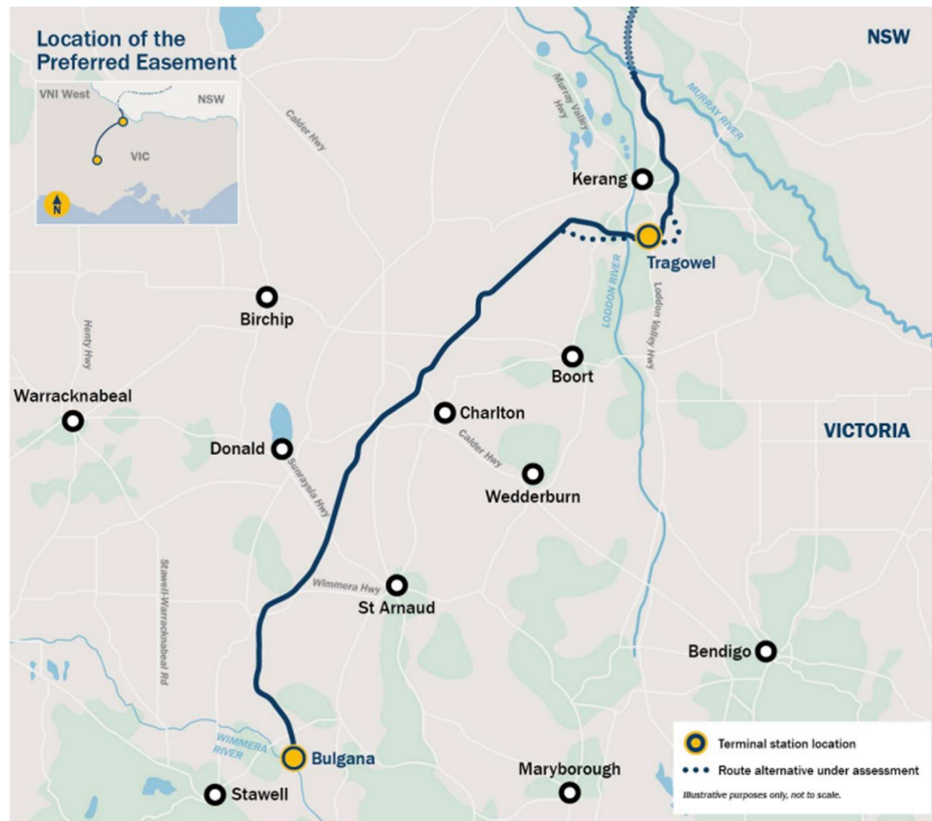 Location of the
Preferred Easement
VNI West
NSW
VIC
N
NSW
Calder Hwy
Murray Valley
Hwy
MURRAY RIVER
Kerang
Tragowel
LODDON RIVER
Loddon Valley Hwy
Birchip
Henty Hwy
Boort
Warracknabeal
Charlton
VICTORIA
Donald
Calder Hwy
Sunraysia Hwy
Wedderburn
Wimmera Hwy
St Arnaud
Stawell-Warracknabeal Rd
Bendigo
WIMMERA
RIVER
Bulgana
Stawell
Maryborough
Terminal station location
Route alternative under assessment
Illustrative purposes only, not to scale.